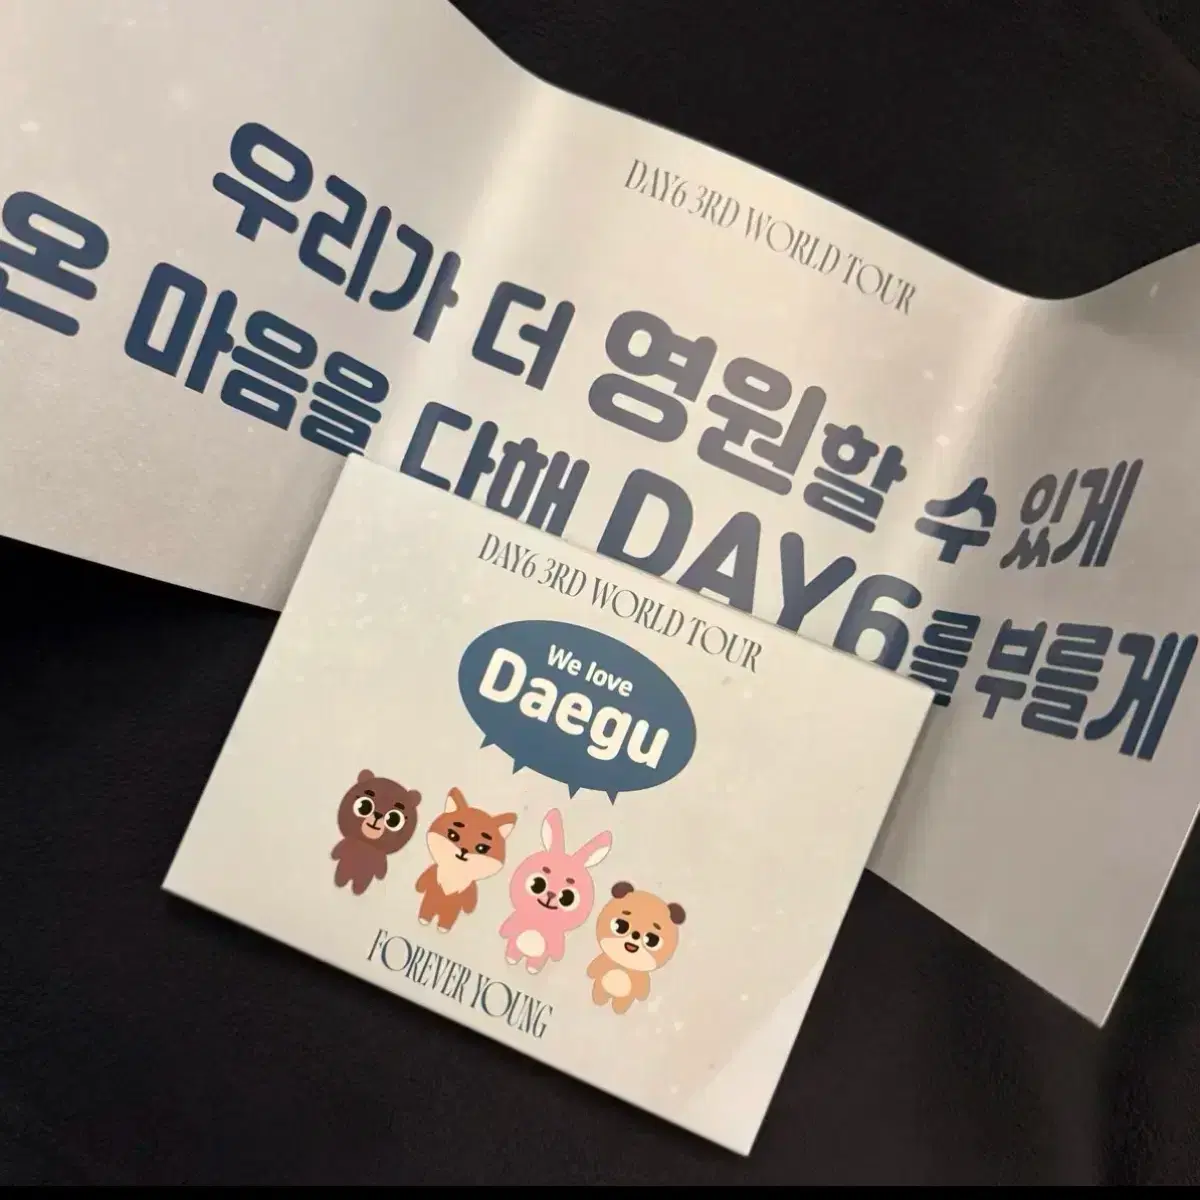 DAY6 3RD WORLD TOUR
우리가 더 영원할 수 있게
온 마음을 다해 DAY6를 부를게
DAY6 3RD WORLD TOUR
We love
Daegu
FOREVER YOUNG